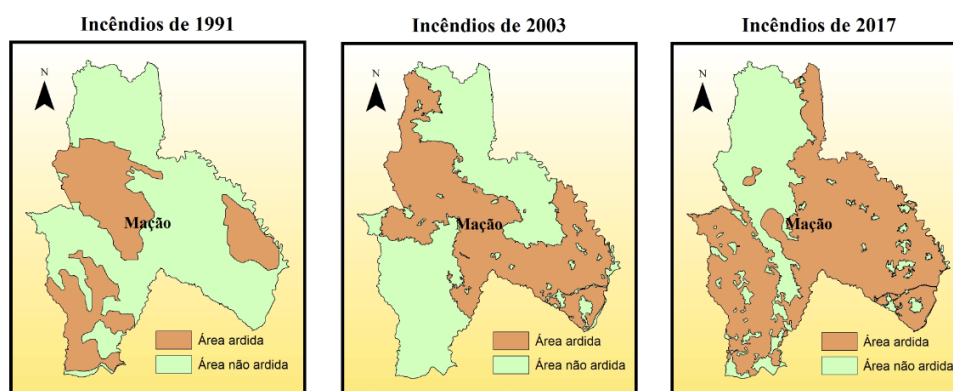 Incêndios de 1991
N
Mação
Área ardida
Área não ardida
Incêndios de 2003
N
Mação
Área ardida
Área não ardida
Incêndios de 2017
N
Mação
Área ardida
Área não ardida